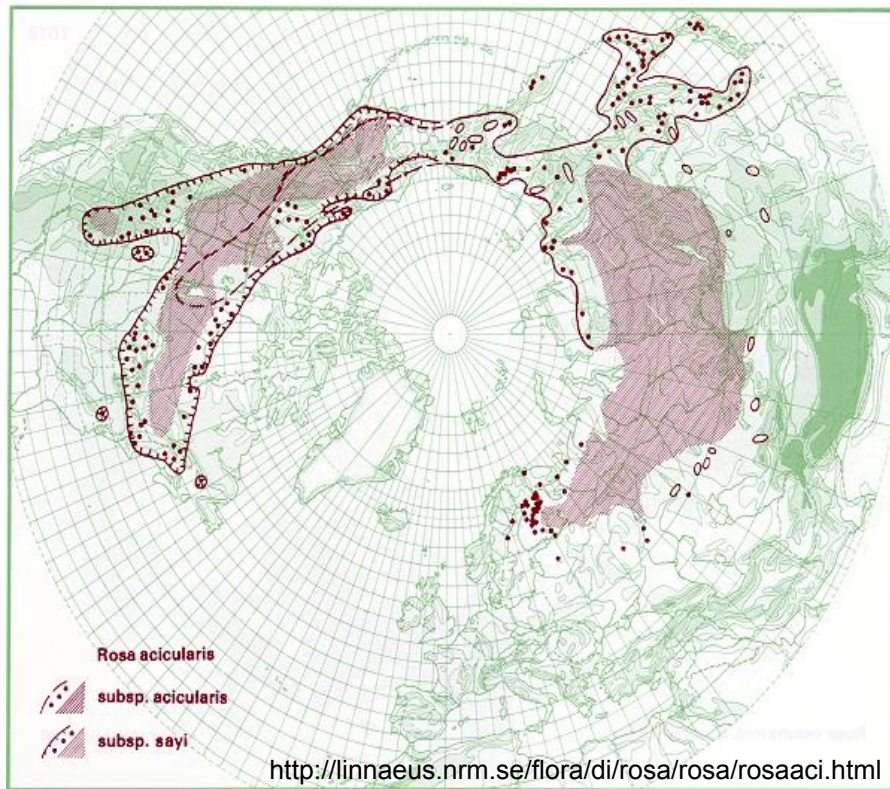 Rosa acicularis
subsp. acicularis
subsp. sayi
http://linnaeus.nrm.se/flora/di/rosa/rosa/rosaaci.html